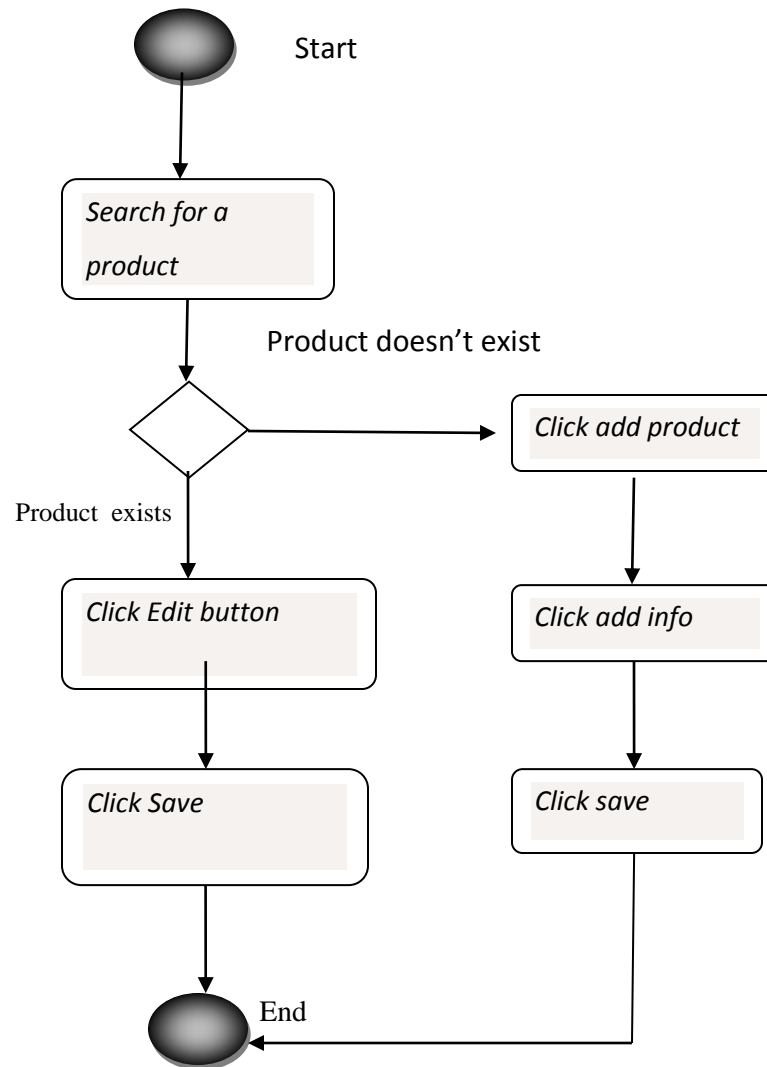 Start
Search for a
product
Product doesn’t exist
Click add product
Product exists
Click Edit button
Click add info
Click Save
Click save
End